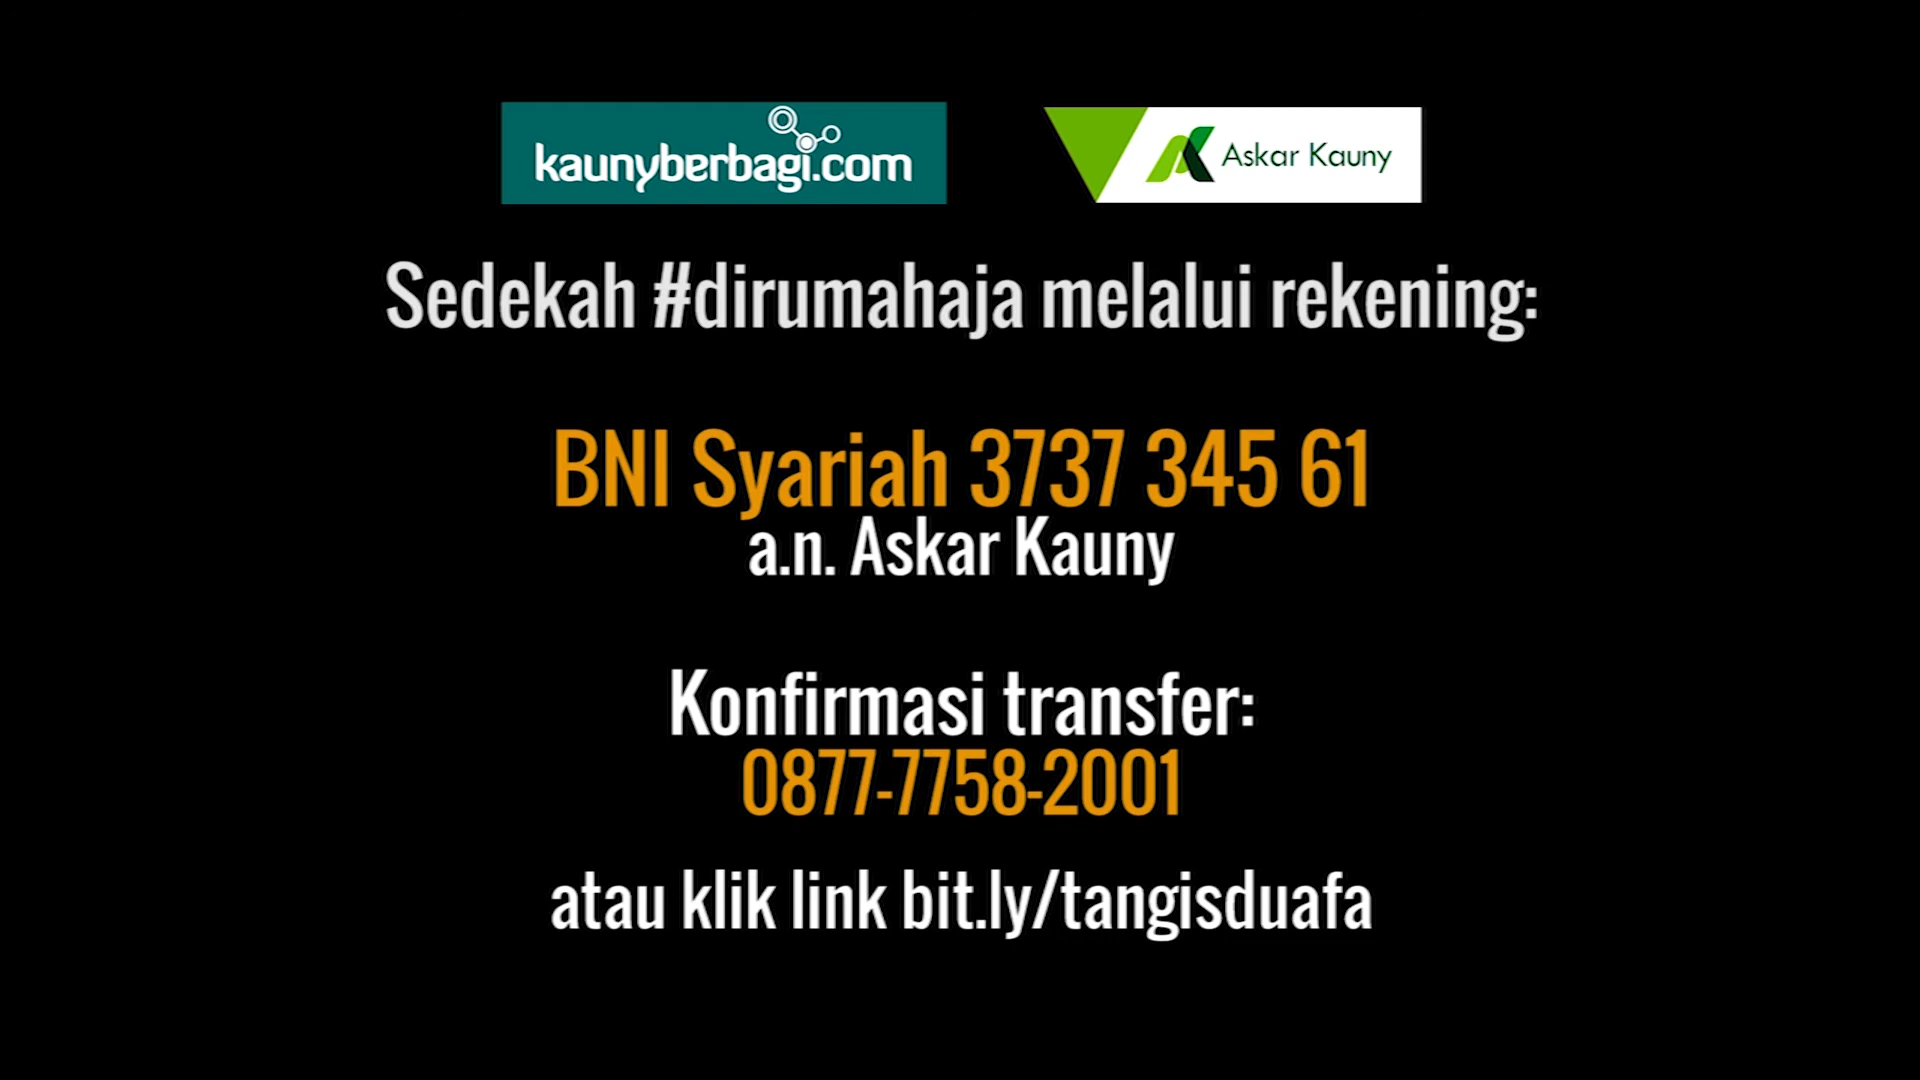 kaunyberbagi.com
Askar Kauny
Sedekah #dirumahaja melalui rekening:
BNI Syariah 3737 345 61
a.n. Askar Kauny
Konfirmasi transfer:
0877-7758-2001
atau klik link bit.ly/tangisduafa